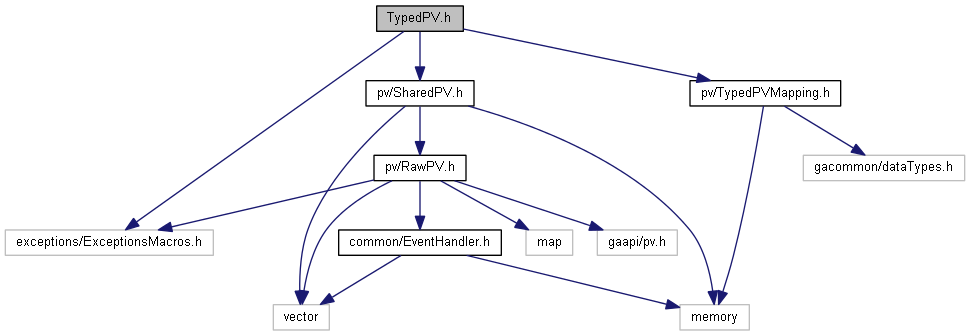 TypedPV.h
pv/SharedPV.h
pv/TypedPVMapping.h
pv/RawPV.h
gacommon/dataTypes.h
exceptions/ExceptionsMacros.h
common/EventHandler.h
map
gaapi/pv.h
vector
memory